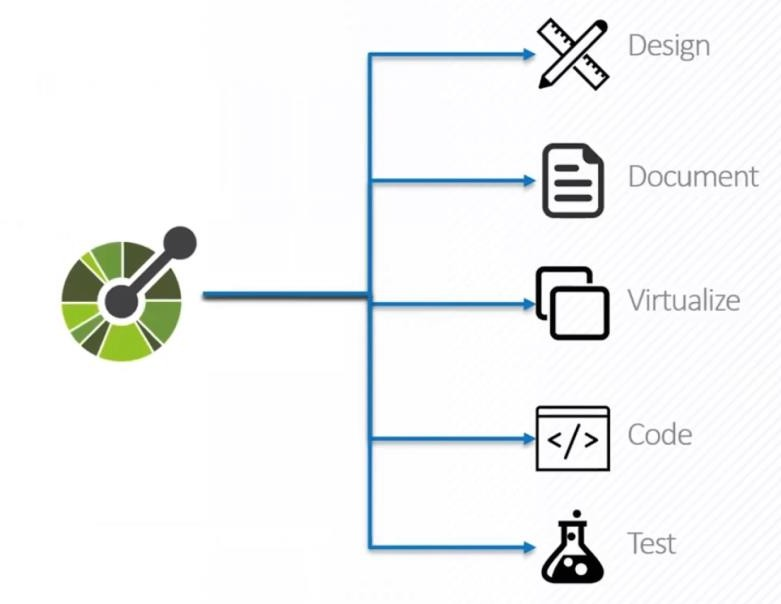 Design
Document
Virtualize
</>
Code
Test